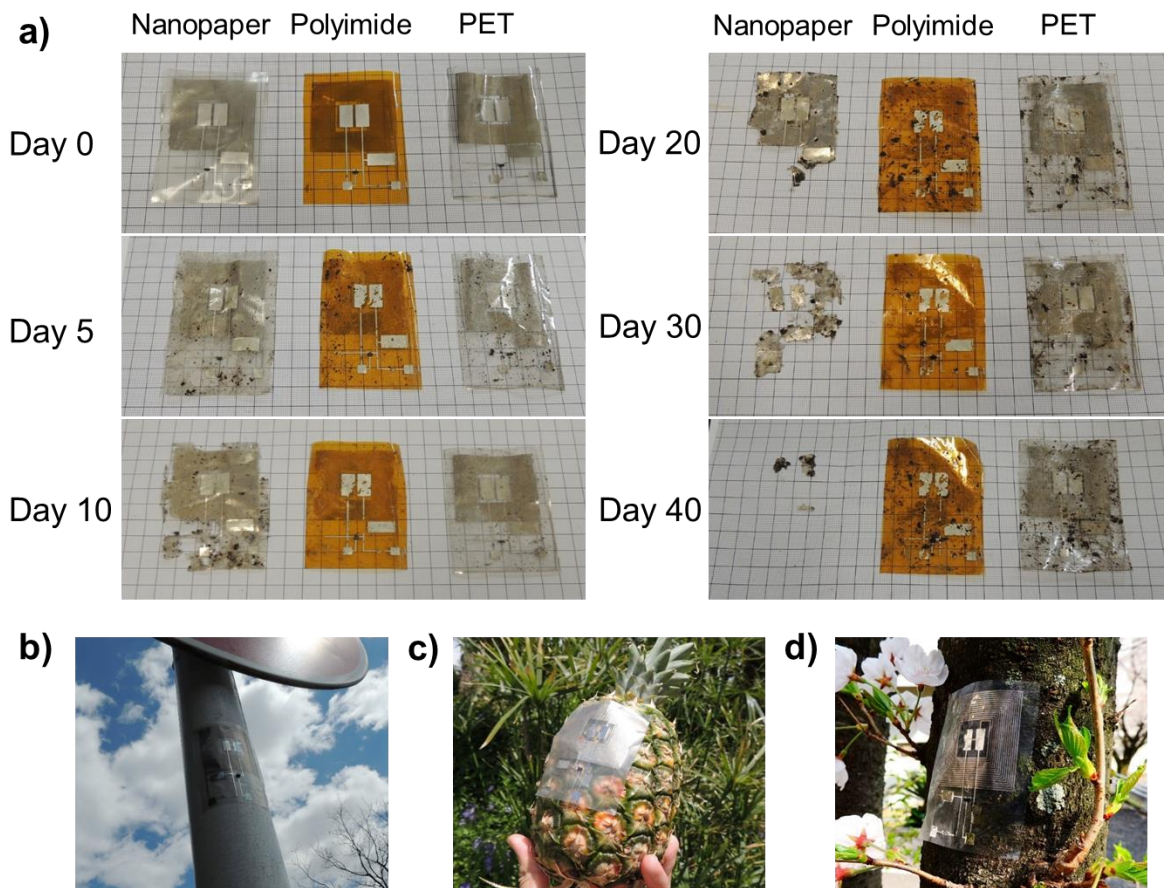 a)
Nanopaper Polyimide PET
Nanopaper Polyimide PET
Day 0
Day 20
Day 5
Day 30
Day 10
Day 40
b)
c)
d)